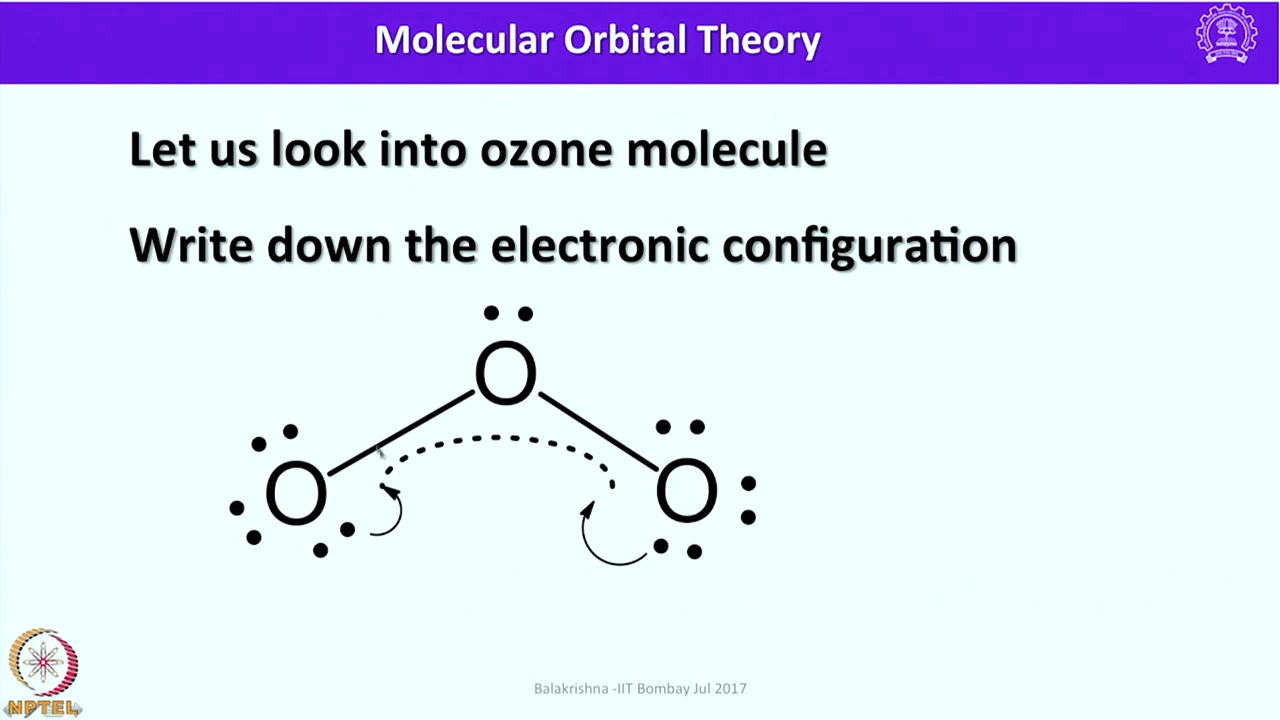 Molecular Orbital Theory
Let us look into ozone molecule
Write down the electronic configuration
O
O
O
NPTEL
Balakrishna -IIT Bombay Jul 2017